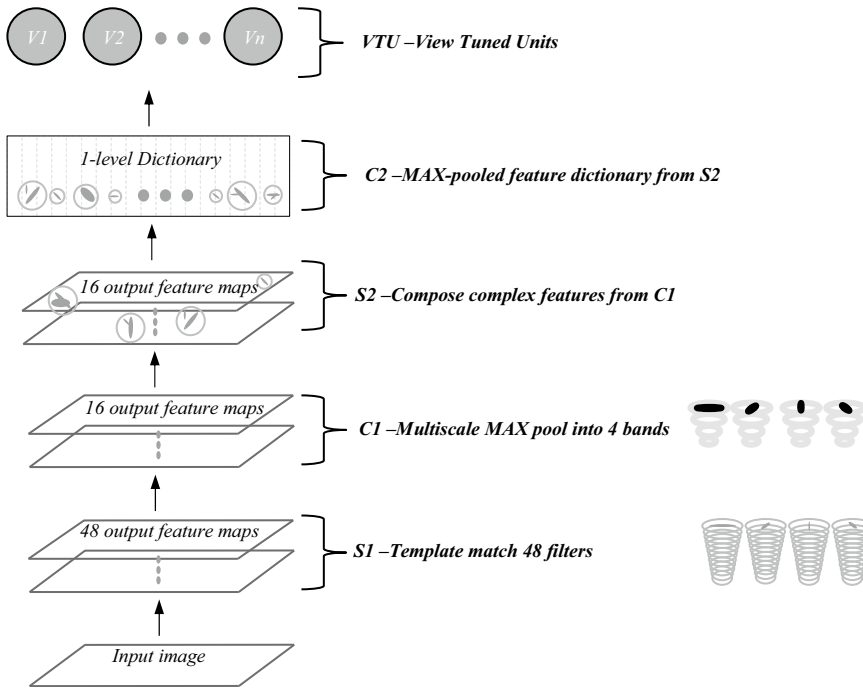 V1 V2 Vn
VTU –View Tuned Units
1-level Dictionary
C2 –MAX-pooled feature dictionary from S2
16 output feature maps
S2 –Compose complex features from C1
16 output feature maps
C1 –Multiscale MAX pool into 4 bands
48 output feature maps
S1 –Template match 48 filters
Input image